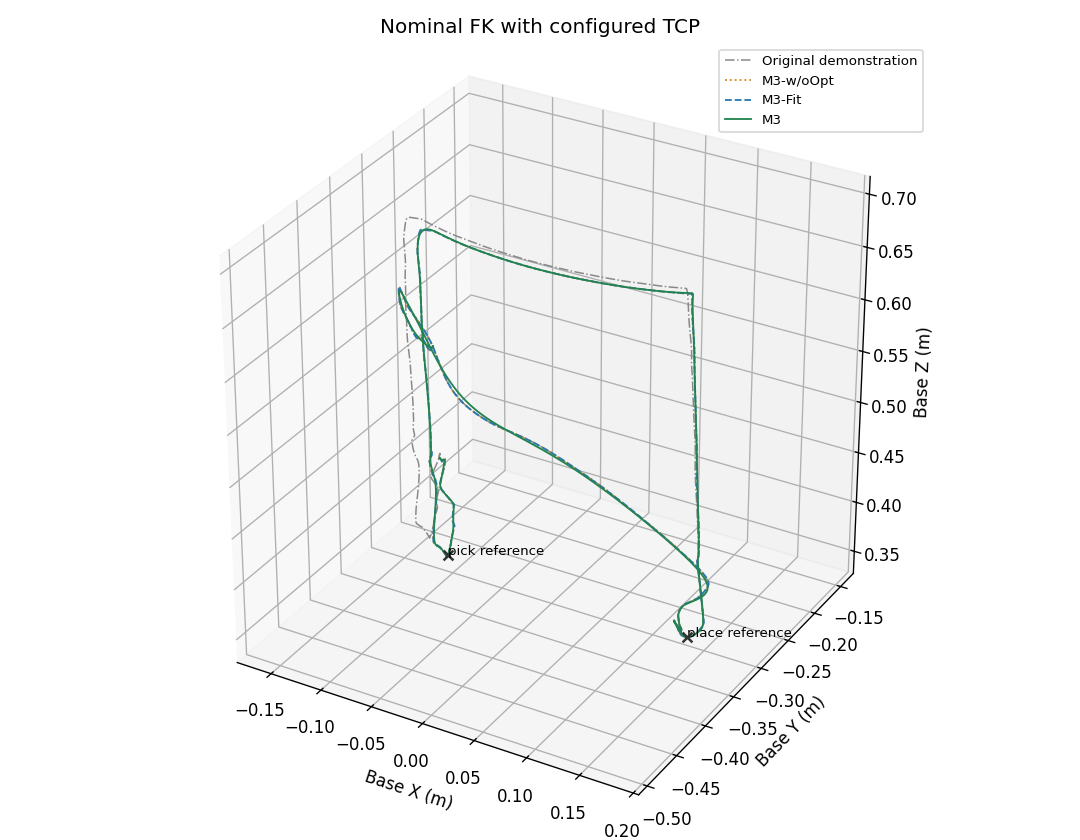 Nominal FK with configured TCP
Original demonstration
M3-w/oOpt
M3-Fit
M3
0.70
0.65
0.60
0.55
0.50
0.45
0.40
0.35
Base Z (m)
pick reference
place reference
−0.15
−0.20
−0.25
−0.30
−0.35
−0.40
−0.45
−0.50
Base Y (m)
−0.15
−0.10
−0.05
0.00
0.05
0.10
0.15
0.20
Base X (m)